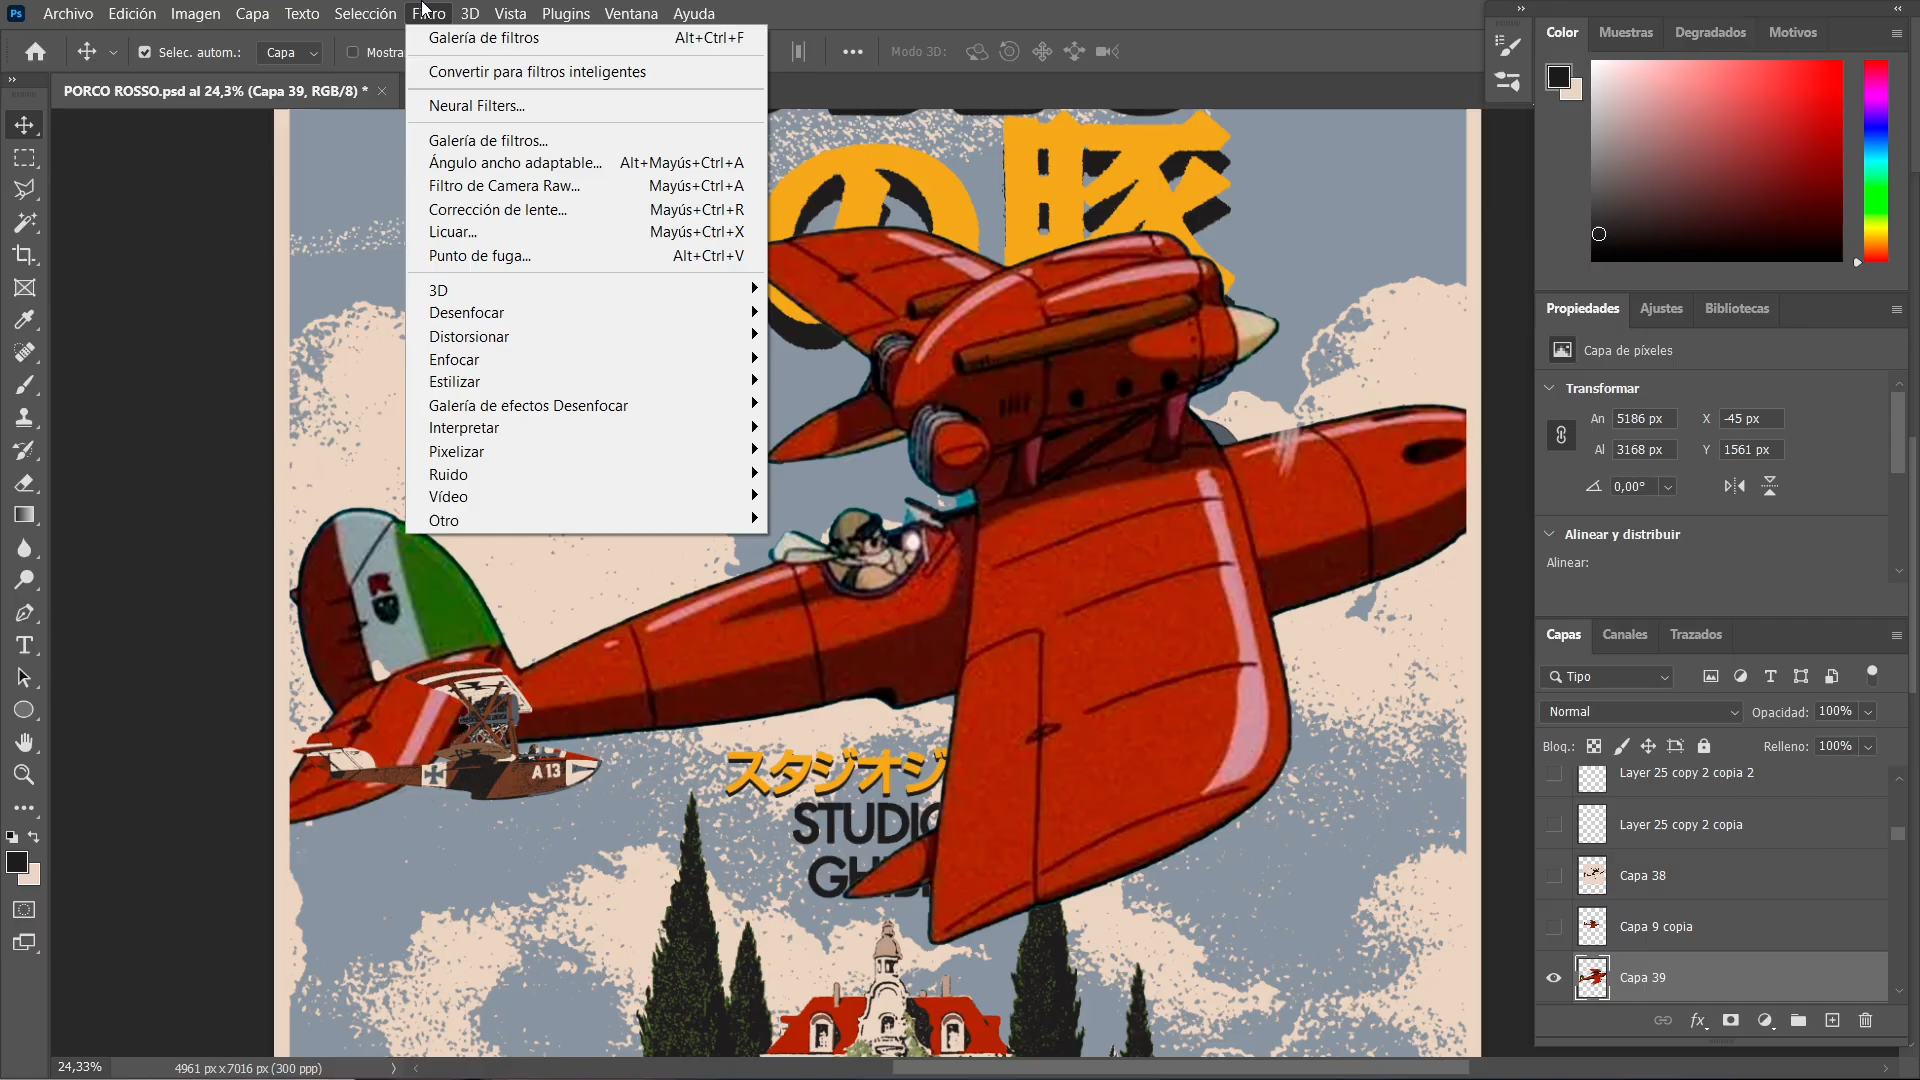 Ps Archivo Edición Imagen Capa Texto Selección Filtro 3D Vista Plugins Ventana Ayuda
Selec. autom.: Capa Mostra
Modo 3D:
PORCO ROSSO.psd al 24,3% (Capa 39, RGB/8) *
Galería de filtros Alt+Ctrl+F
Convertir para filtros inteligentes
Neural Filters...
Galería de filtros...
Ángulo ancho adaptable... Alt+Mayús+Ctrl+A
Filtro de Camera Raw... Mayús+Ctrl+A
Corrección de lente... Mayús+Ctrl+R
Licuar... Mayús+Ctrl+X
Punto de fuga... Alt+Ctrl+V
3D
Desenfocar
Distorsionar
Enfocar
Estilizar
Galería de efectos Desenfocar
Interpretar
Pixelizar
Ruido
Vídeo
Otro
の豚
R
A 13
スタジオジ
STUDIO
Color Muestras Degradados Motivos
Propiedades Ajustes Bibliotecas
Capa de píxeles
Transformar
An 5186 px X -45 px
Al 3168 px Y 1561 px
0,00°
Alinear y distribuir
Alinear:
Capas Canales Trazados
Tipo
Normal Opacidad: 100%
Bloq.: Relleno: 100%
Layer 25 copy 2 copia 2
Layer 25 copy 2 copia
Capa 38
Capa 9 copia
Capa 39
fx
24,33% 4961 px x 7016 px (300 ppp)